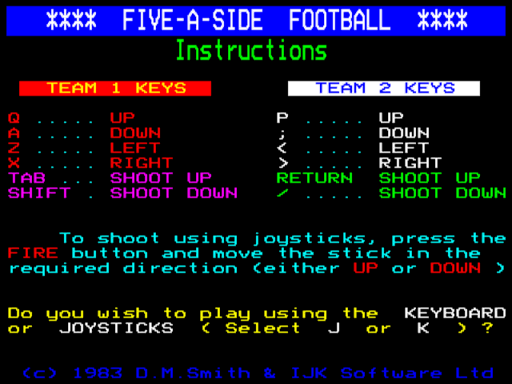 **** FIVE-A-SIDE FOOTBALL ****
Instructions
TEAM 1 KEYS TEAM 2 KEYS
Q ..... UP P ..... UP
A ..... DOWN ; ..... DOWN
Z ..... LEFT < ..... LEFT
X ..... RIGHT > ..... RIGHT
TAB ... SHOOT UP RETURN SHOOT UP
SHIFT . SHOOT DOWN / ..... SHOOT DOWN
To shoot using joysticks, press the
FIRE button and move the stick in the
required direction (either UP or DOWN )
Do you wish to play using the KEYBOARD
or JOYSTICKS ( Select J or K ) ?
(c) 1983 D.M.Smith & IJK Software Ltd